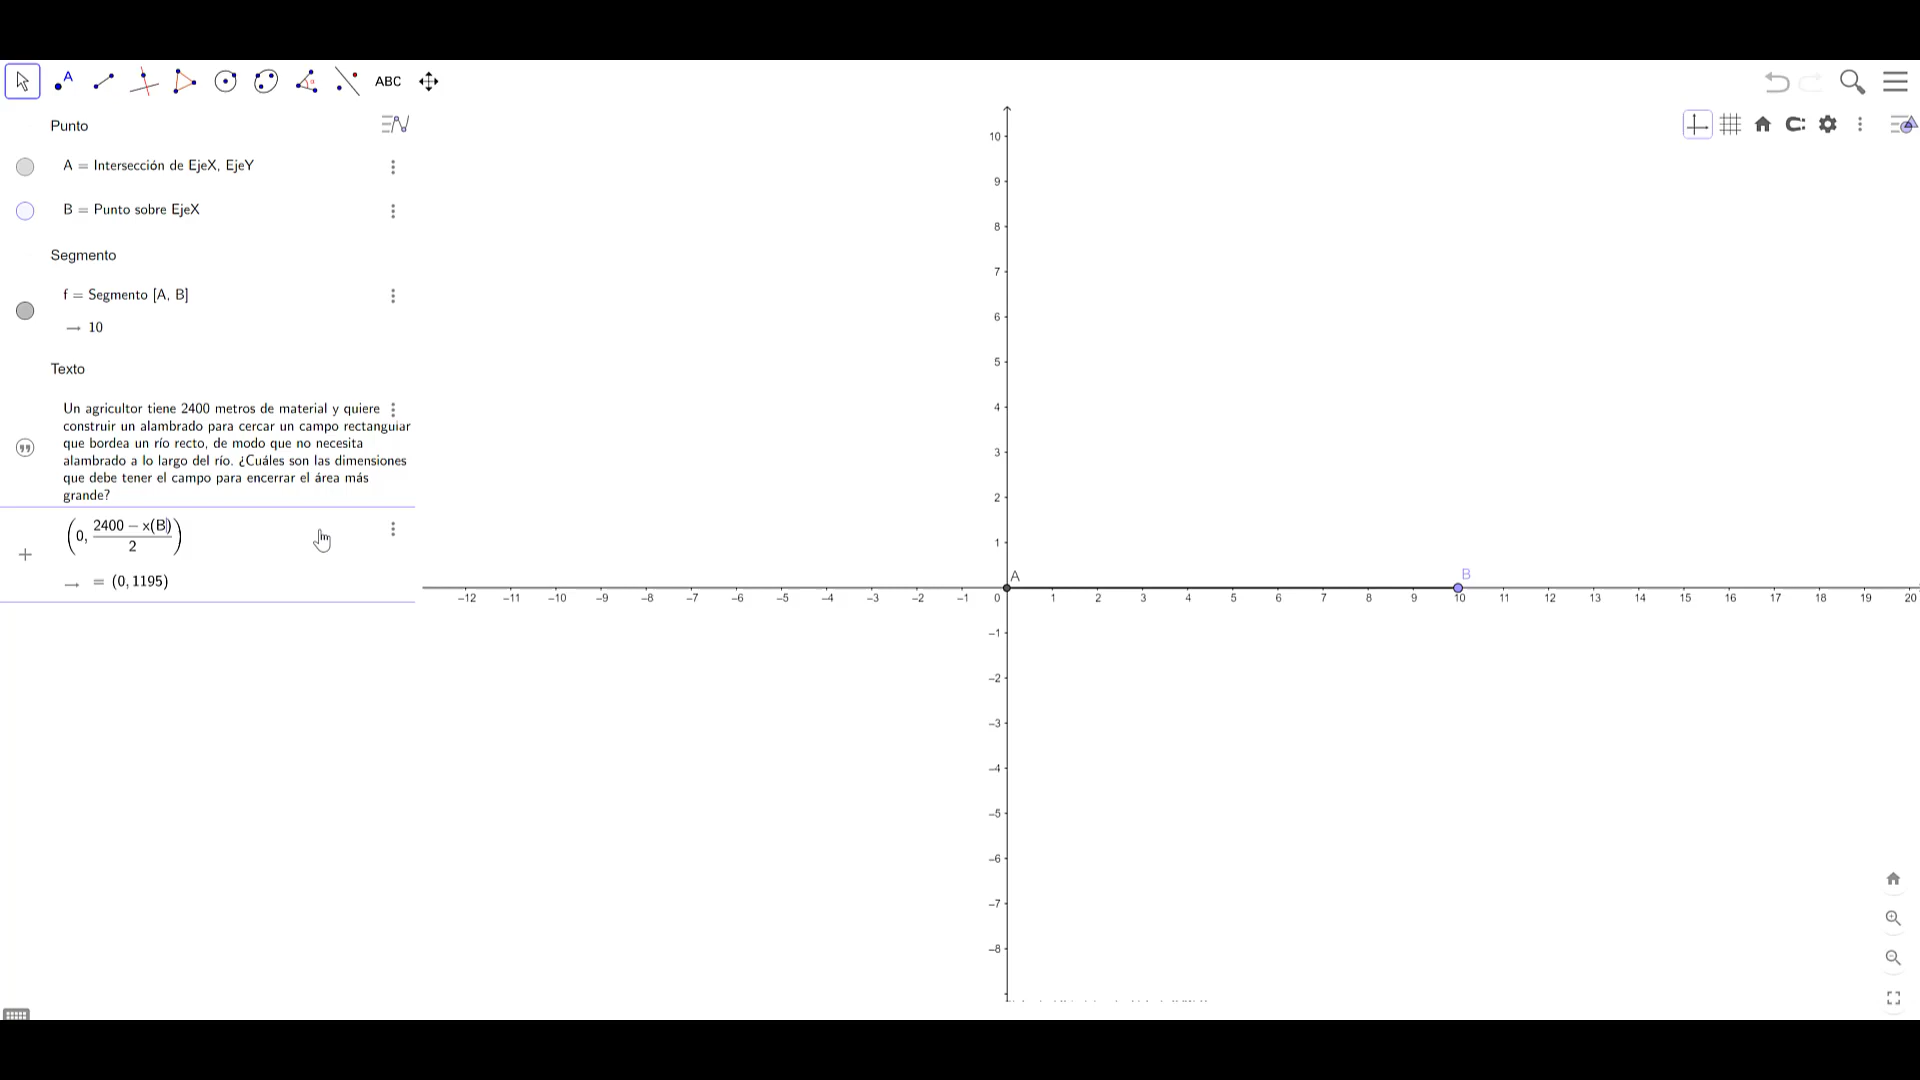 A
ABC
Punto
A = Intersección de EjeX, EjeY
B = Punto sobre EjeX
Segmento
f = Segmento [A, B]
→ 10
Texto
Un agricultor tiene 2400 metros de material y quiere
construir un alambrado para cercar un campo rectangular
que bordea un río recto, de modo que no necesita
alambrado a lo largo del río. ¿Cuáles son las dimensiones
que debe tener el campo para encerrar el área más
grande?
(0, (2400 − x(B))/2)
→ = (0, 1195)
10
9
8
7
6
5
4
3
2
1
A
B
−12 −11 −10 −9 −8 −7 −6 −5 −4 −3 −2 −1 0 1 2 3 4 5 6 7 8 9 10 11 12 13 14 15 16 17 18 19 20
−1
−2
−3
−4
−5
−6
−7
−8